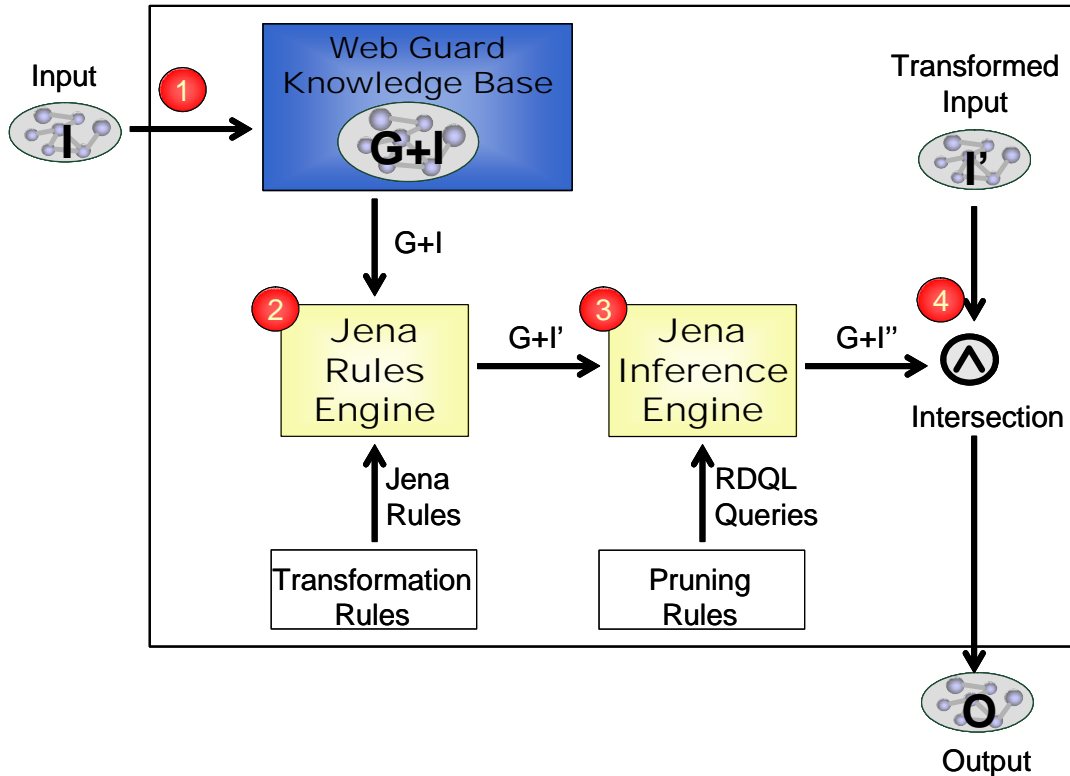 Web Guard
Knowledge Base
G+I
Input
I
1
Transformed
Input
I'
G+I
2
Jena
Rules
Engine
G+I'
3
Jena
Inference
Engine
G+I''
4
Intersection
Jena
Rules
RDQL
Queries
Transformation
Rules
Pruning
Rules
O
Output